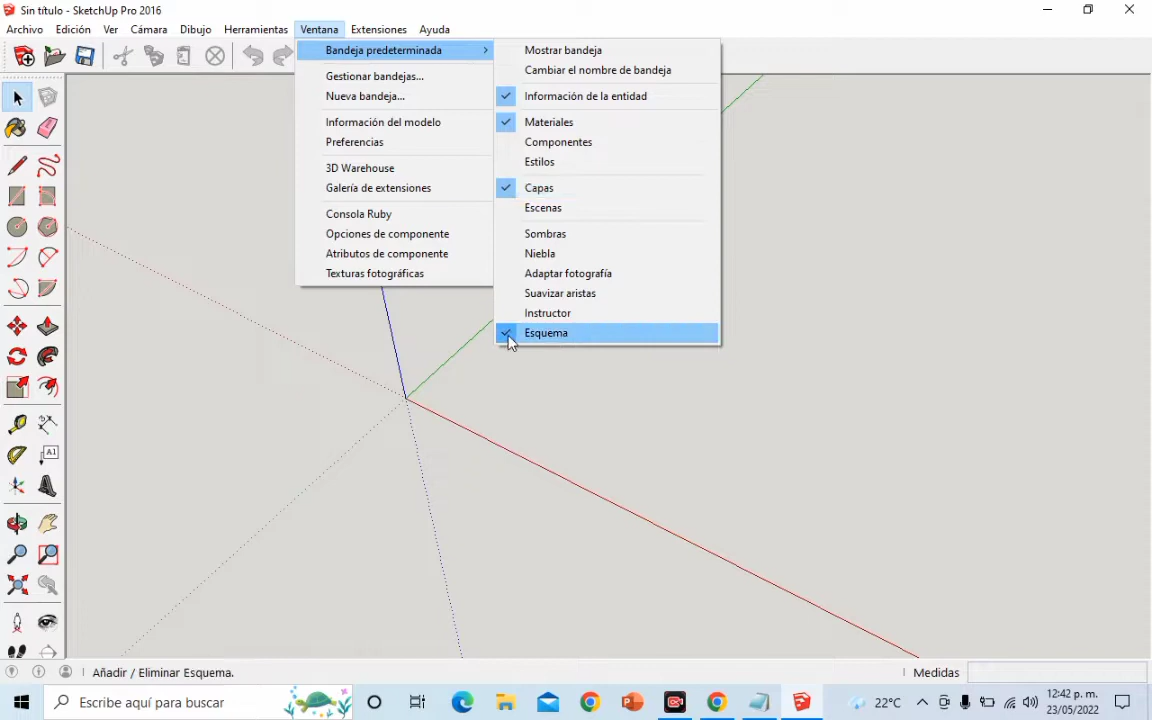 Sin título - SketchUp Pro 2016
Archivo Edición Ver Cámara Dibujo Herramientas Ventana Extensiones Ayuda
Bandeja predeterminada
Gestionar bandejas...
Nueva bandeja...
Información del modelo
Preferencias
3D Warehouse
Galería de extensiones
Consola Ruby
Opciones de componente
Atributos de componente
Texturas fotográficas
Mostrar bandeja
Cambiar el nombre de bandeja
Información de la entidad
Materiales
Componentes
Estilos
Capas
Escenas
Sombras
Niebla
Adaptar fotografía
Suavizar aristas
Instructor
Esquema
A1
Añadir / Eliminar Esquema.
Medidas
Escribe aquí para buscar
22°C
12:42 p. m.
23/05/2022